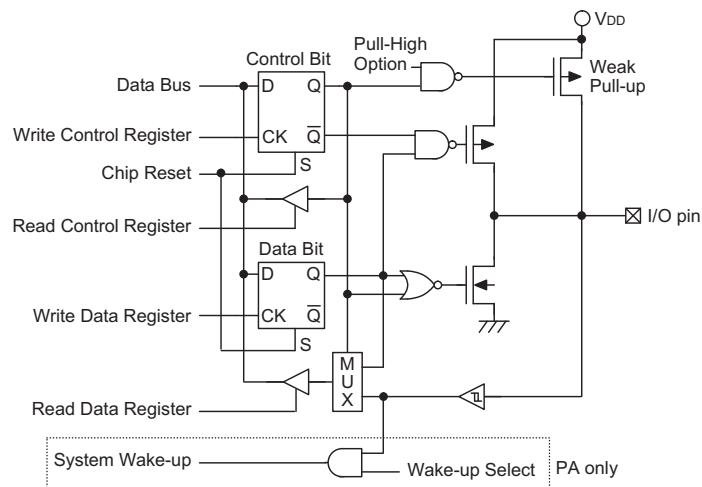 VDD
Pull-High
Option
Weak
Pull-up
Control Bit
Data Bus
D
Q
Write Control Register
CK
Q
S
Chip Reset
Read Control Register
I/O pin
Data Bit
D
Q
Write Data Register
CK
Q
S
M
U
X
Read Data Register
System Wake-up
Wake-up Select
PA only